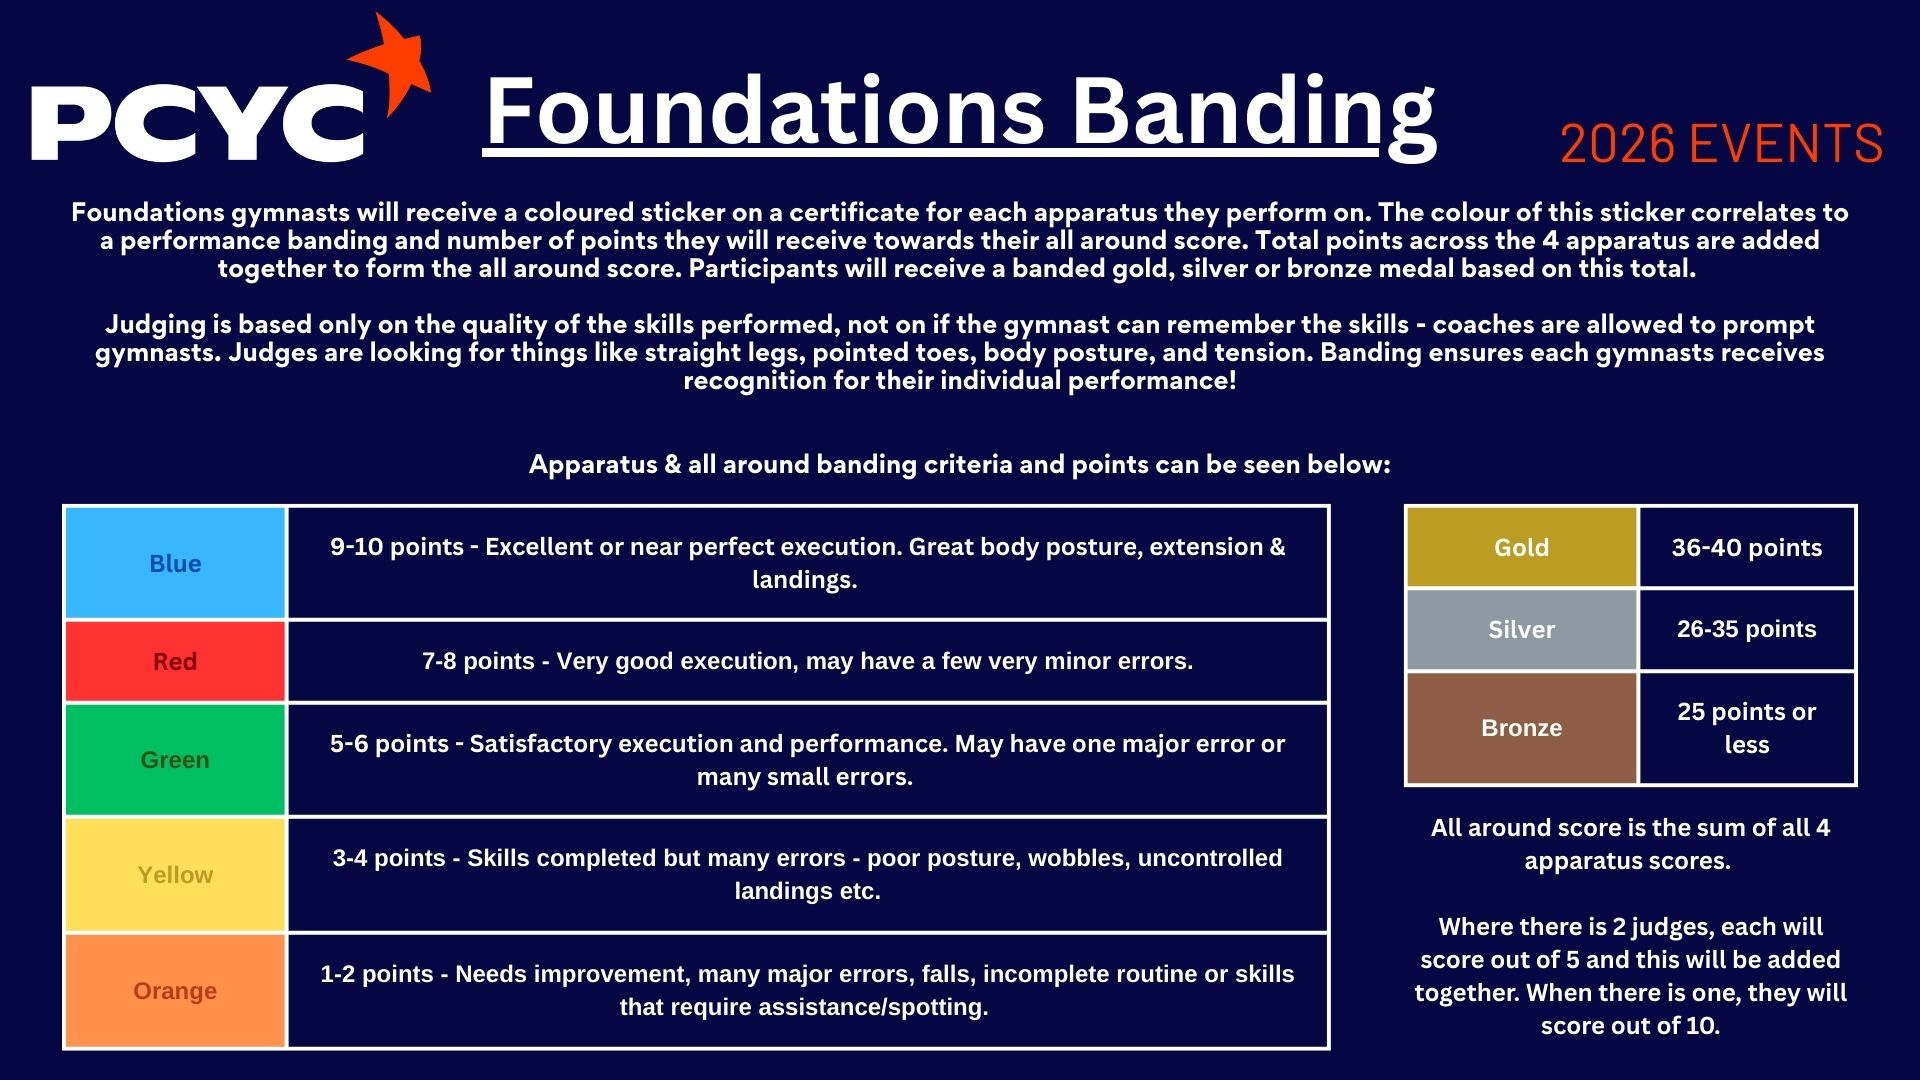 PCYC
Foundations Banding
2026 EVENTS
Foundations gymnasts will receive a coloured sticker on a certificate for each apparatus they perform on. The colour of this sticker correlates to
a performance banding and number of points they will receive towards their all around score. Total points across the 4 apparatus are added
together to form the all around score. Participants will receive a banded gold, silver or bronze medal based on this total.
Judging is based only on the quality of the skills performed, not on if the gymnast can remember the skills - coaches are allowed to prompt
gymnasts. Judges are looking for things like straight legs, pointed toes, body posture, and tension. Banding ensures each gymnasts receives
recognition for their individual performance!
Apparatus & all around banding criteria and points can be seen below:
Blue
9-10 points - Excellent or near perfect execution. Great body posture, extension &
landings.
Red
7-8 points - Very good execution, may have a few very minor errors.
Green
5-6 points - Satisfactory execution and performance. May have one major error or
many small errors.
Yellow
3-4 points - Skills completed but many errors - poor posture, wobbles, uncontrolled
landings etc.
Orange
1-2 points - Needs improvement, many major errors, falls, incomplete routine or skills
that require assistance/spotting.
Gold
36-40 points
Silver
26-35 points
Bronze
25 points or
less
All around score is the sum of all 4
apparatus scores.
Where there is 2 judges, each will
score out of 5 and this will be added
together. When there is one, they will
score out of 10.